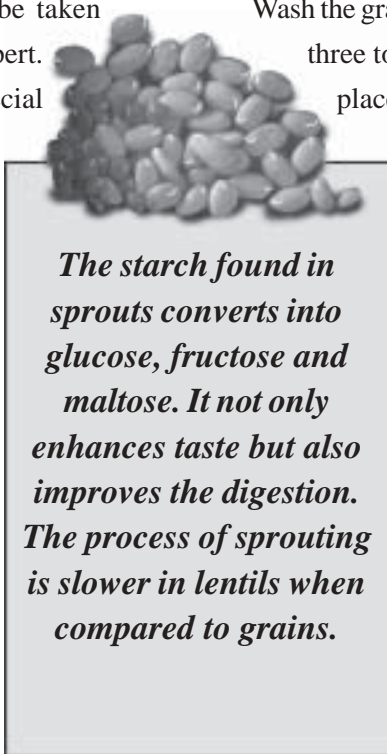 be taken
pert.
cial
Wash the gra
three to
place
The starch found in
sprouts converts into
glucose, fructose and
maltose. It not only
enhances taste but also
improves the digestion.
The process of sprouting
is slower in lentils when
compared to grains.